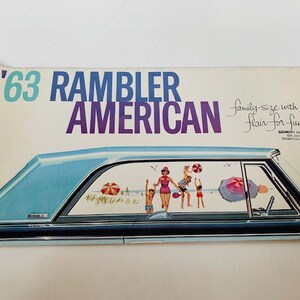 '63 RAMBLER
AMERICAN
family-size with
flair-for-fun